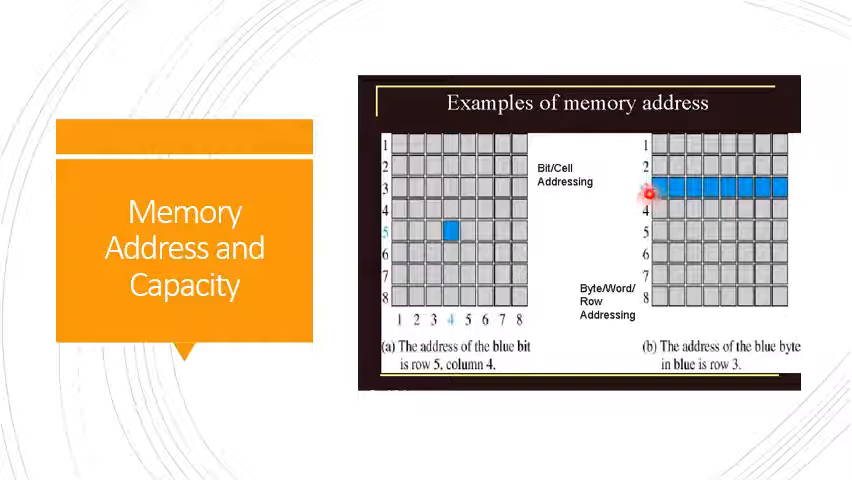 Memory
Address and
Capacity
Examples of memory address
1
2
3
4
5
6
7
8
1 2 3 4 5 6 7 8
(a) The address of the blue bit
is row 5, column 4.
Bit/Cell
Addressing
Byte/Word/
Row
Addressing
1
2
4
5
6
7
8
(b) The address of the blue byte
in blue is row 3.